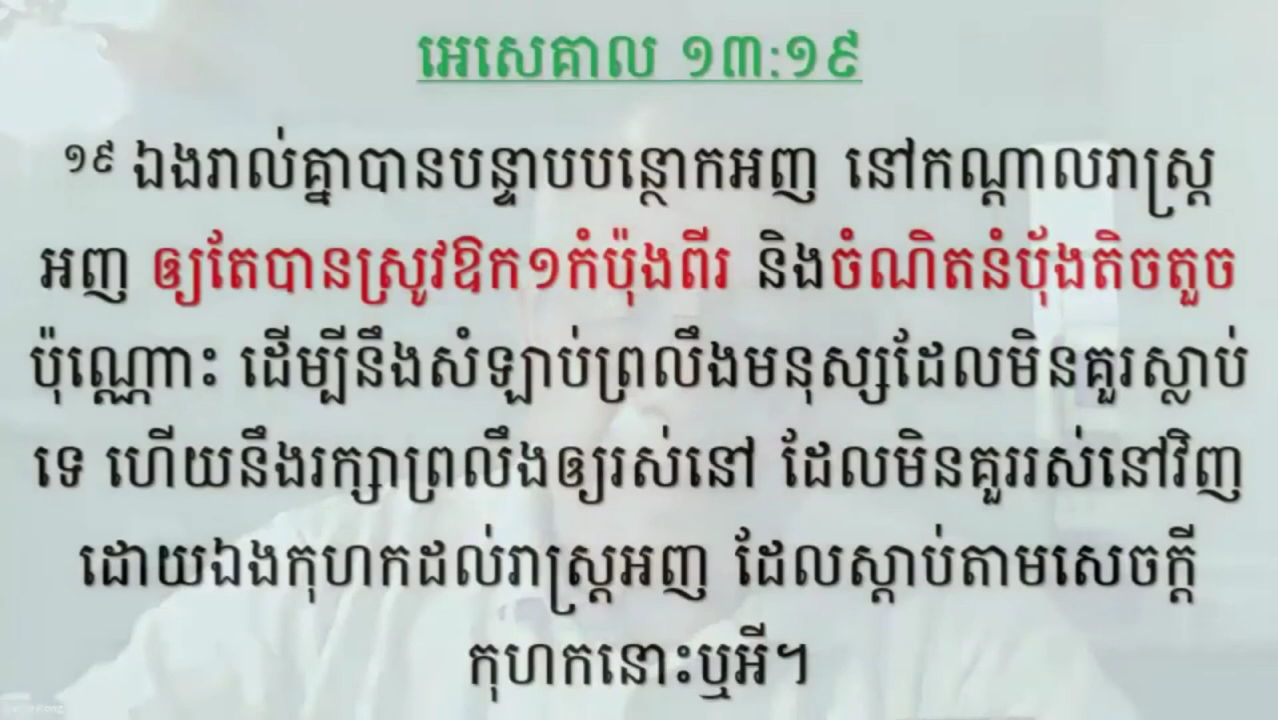 អេសេគាល ១៣:១៩
១៩ ឯងរាល់គ្នាបានបន្ទាបបន្ថោកអញ នៅកណ្តាលរាស្ត្រ
អញ ឲ្យតែបានស្រូវឱក១កំប៉ុងពីរ និងចំណិតនំបុ័ងតិចតួច
ប៉ុណ្ណោះ ដើម្បីនឹងសំឡាប់ព្រលឹងមនុស្សដែលមិនគួរស្លាប់
ទេ ហើយនឹងរក្សាព្រលឹងឲ្យរស់នៅ ដែលមិនគួររស់នៅវិញ
ដោយឯងកុហកដល់រាស្ត្រអញ ដែលស្តាប់តាមសេចក្តី
កុហកនោះឬអី។